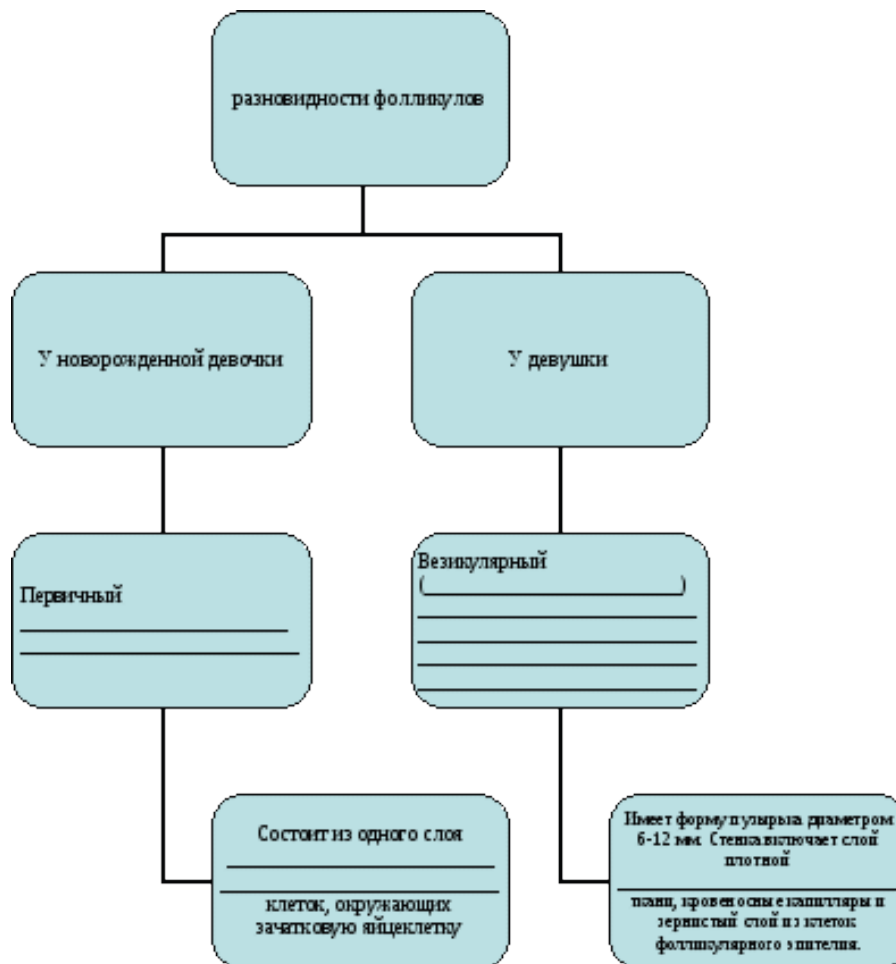 разновидности фолликулов
У новорожденной девочки
У девушки
Первичный
Везикулярный
(__________________________)
Состоит из одного слоя
клеток, окружающих
зачатковую яйцеклетку
Имеет форму пузырька диаметром
6-12 мм. Стенка включает слой
плотной
ткани, кровеносные капилляры и
зернистый слой из клеток
фолликулярного эпителия.